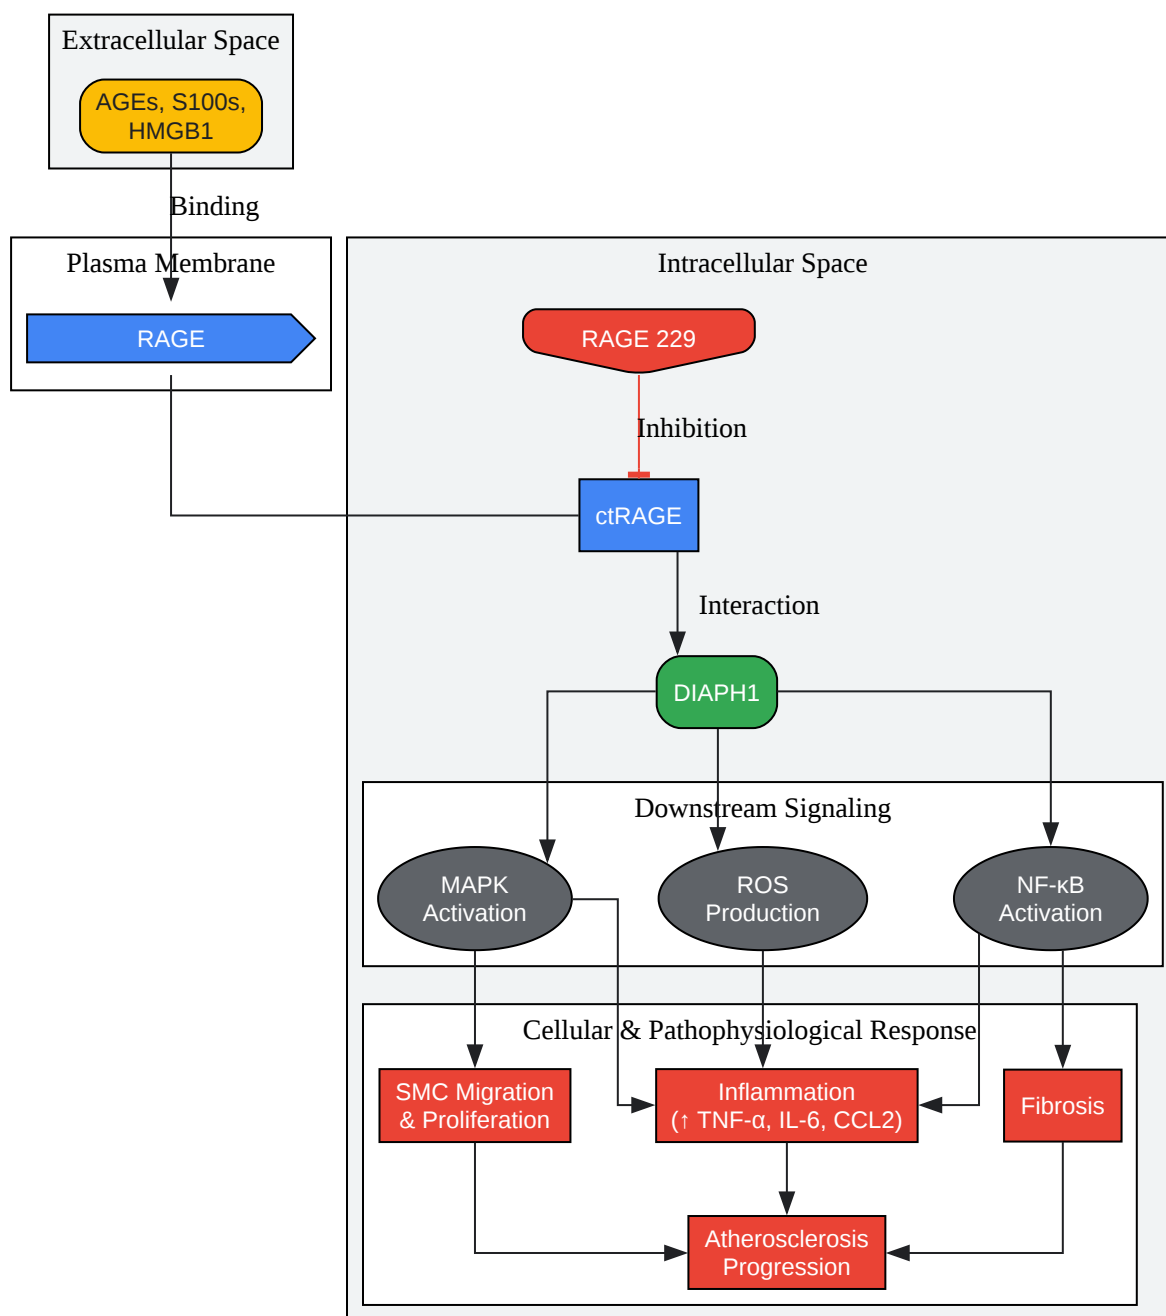 Extracellular Space
AGEs, S100s,
HMGB1
Binding
Plasma Membrane
RAGE
Intracellular Space
RAGE 229
Inhibition
ctRAGE
Interaction
DIAPH1
Downstream Signaling
MAPK
Activation
ROS
Production
NF-κB
Activation
Cellular & Pathophysiological Response
SMC Migration
& Proliferation
Inflammation
(↑ TNF-α, IL-6, CCL2)
Fibrosis
Atherosclerosis
Progression